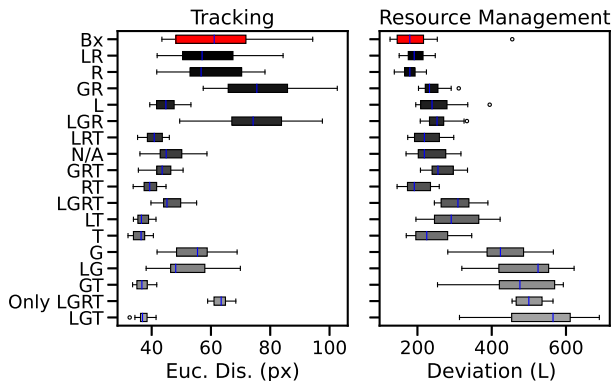 Tracking
Resource Management
Bx
LR
R
GR
L
LGR
LRT
N/A
GRT
RT
LGRT
LT
T
G
LG
GT
Only LGRT
LGT
40 60 80 100
200 400 600
Euc. Dis. (px)
Deviation (L)